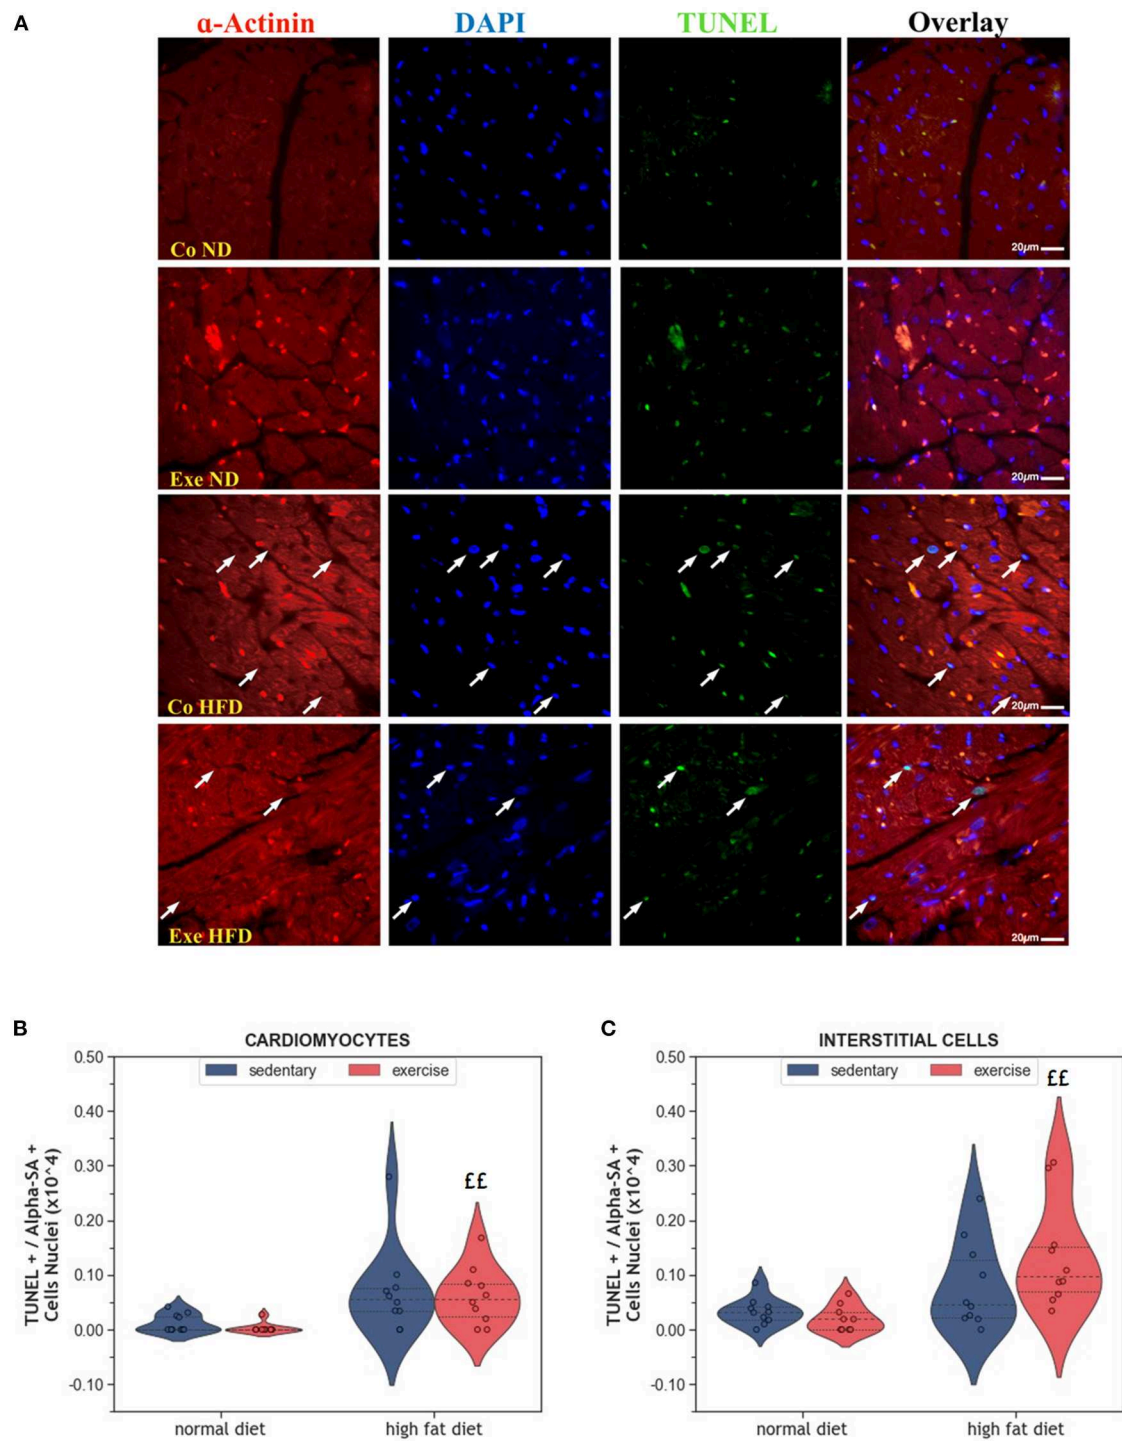 A
α-Actinin DAPI TUNEL Overlay
Co ND
20µm
Exe ND
20µm
Co HFD
20µm
Exe HFD
20µm
B
CARDIOMYOCYTES
sedentary exercise
££
TUNEL + / Alpha-SA +
Cells Nuclei (x10^4)
0.50
0.40
0.30
0.20
0.10
0.00
-0.10
normal diet high fat diet
C
INTERSTITIAL CELLS
sedentary exercise
££
TUNEL + / Alpha-SA +
Cells Nuclei (x10^4)
0.50
0.40
0.30
0.20
0.10
0.00
-0.10
normal diet high fat diet